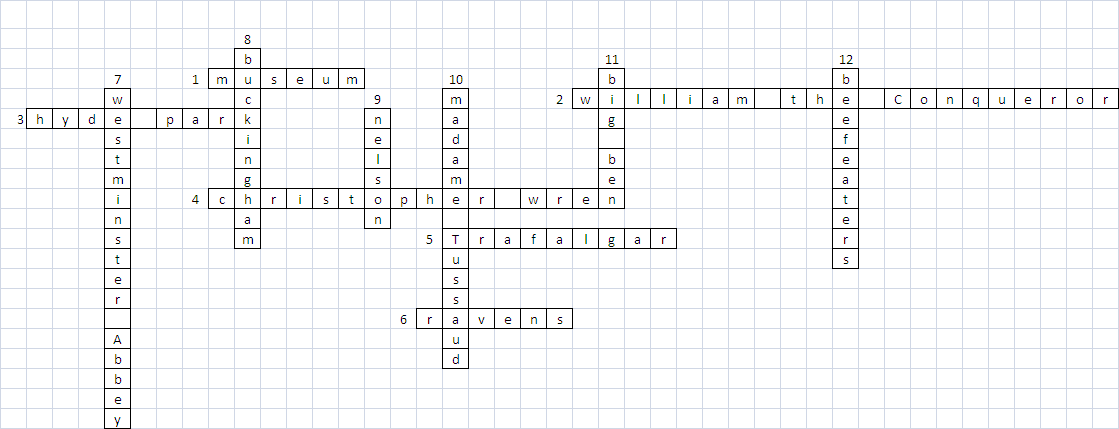 1 museum
2 william the Conqueror
3 hyde park
4 christopher wren
5 Trafalgar
6 ravens
7 westminster Abbey
8 buckingham
9 nelson
10 madame Tussaud
11 big ben
12 beefeaters